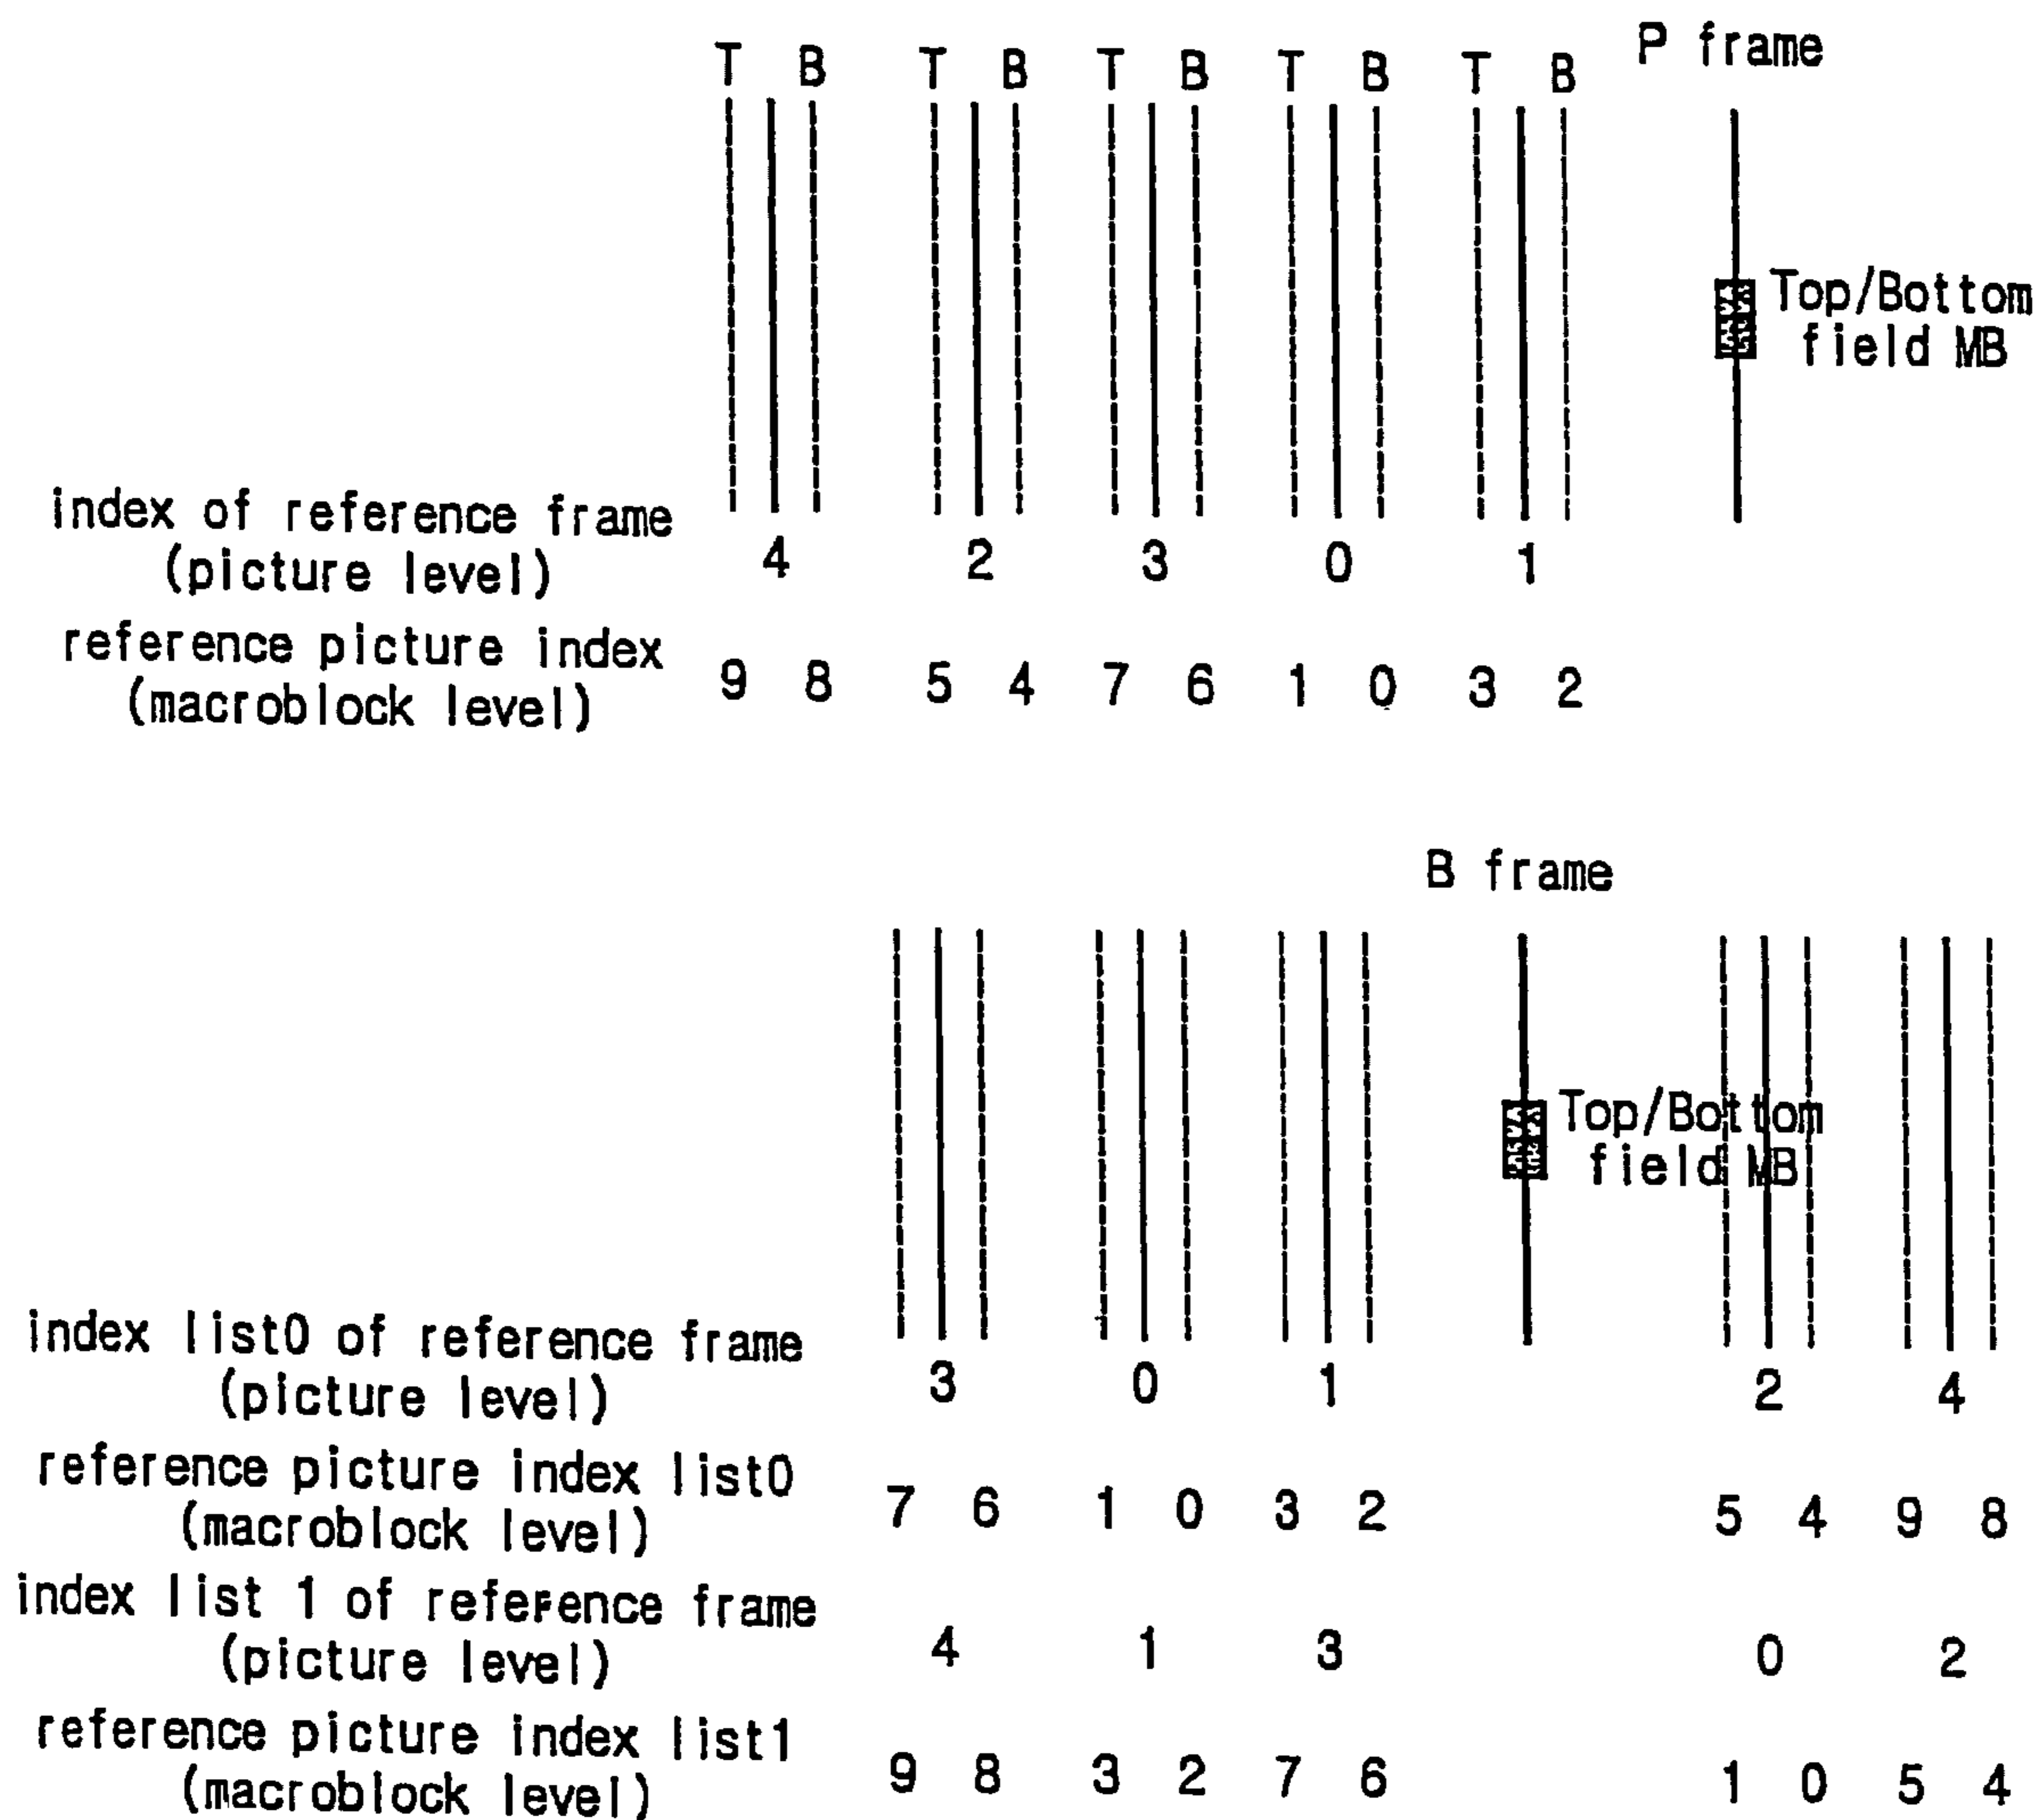 P frame
T B T B T B T B T B
Top/Bottom
field MB
index of reference frame
(picture level) 4 2 3 0 1
reference picture index
(macroblock level) 9 8 5 4 7 6 1 0 3 2
B frame
Top/Bottom
field MB
index list0 of reference frame
(picture level) 3 0 1 2 4
reference picture index list0
(macroblock level) 7 6 1 0 3 2 5 4 9 8
index list 1 of reference frame
(picture level) 4 1 3 0 2
reference picture index list1
(macroblock level) 9 8 3 2 7 6 1 0 5 4